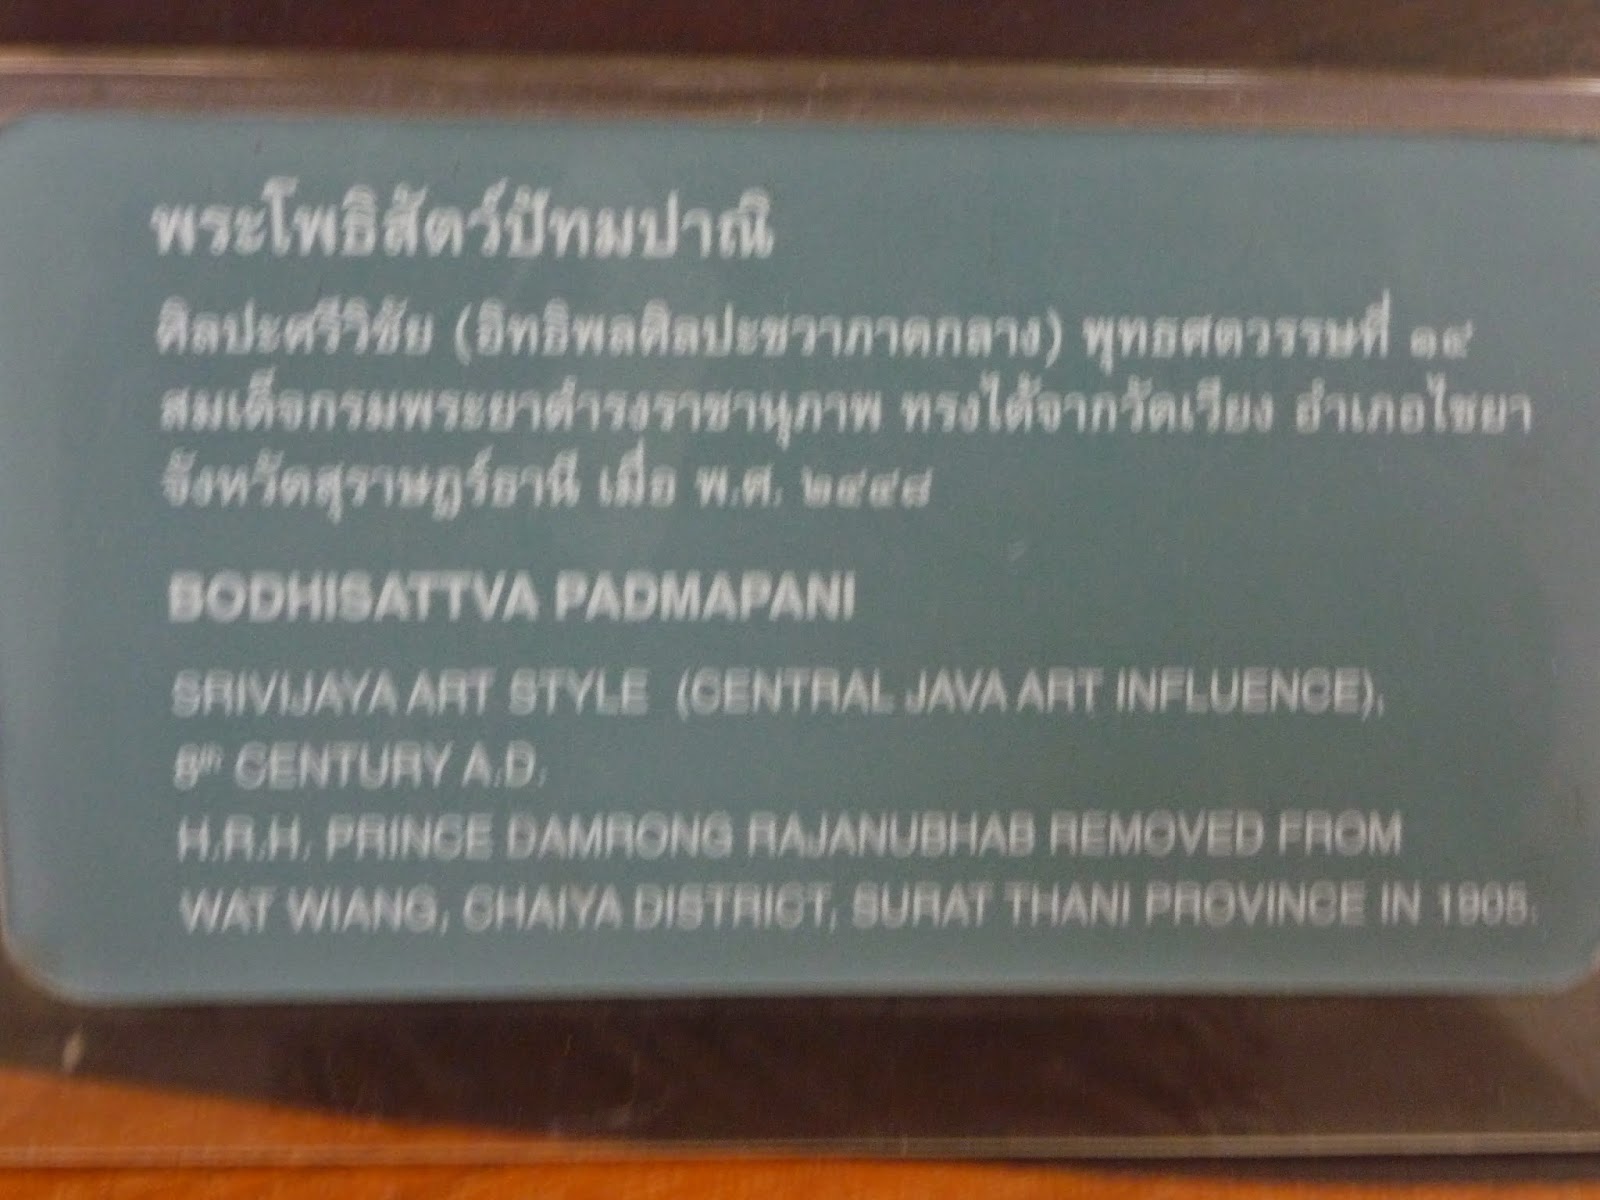 พระโพธิสัตว์ปัทมปาณิ
ศิลปะศรีวิชัย (อิทธิพลศิลปะชวาภาคกลาง) พุทธศตวรรษที่ ๑๔
สมเด็จกรมพระยาดำรงราชานุภาพ ทรงได้จากวัดเวียง อำเภอไชยา
จังหวัดสุราษฎร์ธานี เมื่อ พ.ศ. ๒๔๔๘
BODHISATTVA PADMAPANI
SRIVIJAYA ART STYLE (CENTRAL JAVA ART INFLUENCE),
8th CENTURY A.D.
H.R.H. PRINCE DAMRONG RAJANUBHAB REMOVED FROM
WAT WIANG, CHAIYA DISTRICT, SURAT THANI PROVINCE IN 1905.